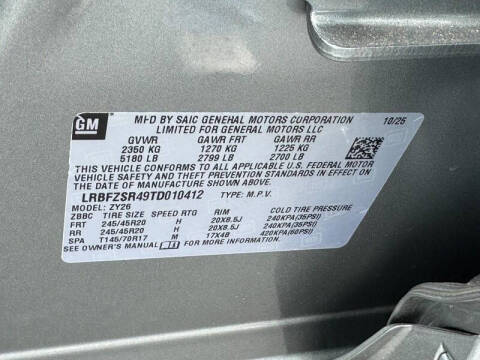 GM
MFD BY SAIC GENERAL MOTORS CORPORATION 10/25
LIMITED FOR GENERAL MOTORS LLC
GVWR GAWR FRT GAWR RR
2350 KG 1270 KG 1225 KG
5180 LB 2799 LB 2700 LB
THIS VEHICLE CONFORMS TO ALL APPLICABLE U.S. FEDERAL MOTOR
VEHICLE SAFETY AND THEFT PREVENTION STANDARDS IN EFFECT ON
THE DATE OF MANUFACTURE SHOWN ABOVE.
LRBFZSR49TD010412 TYPE: M.P.V.
MODEL: ZY26
ZBBC TIRE SIZE SPEED RTG RIM COLD TIRE PRESSURE
FRT 245/45R20 V 20X8.5J 240KPA(35PSI)
RR 245/45R20 V 20X8.5J 240KPA(35PSI)
SPA T145/70R17 M 17X4B 420KPA(60PSI)
SEE OWNER'S MANUAL